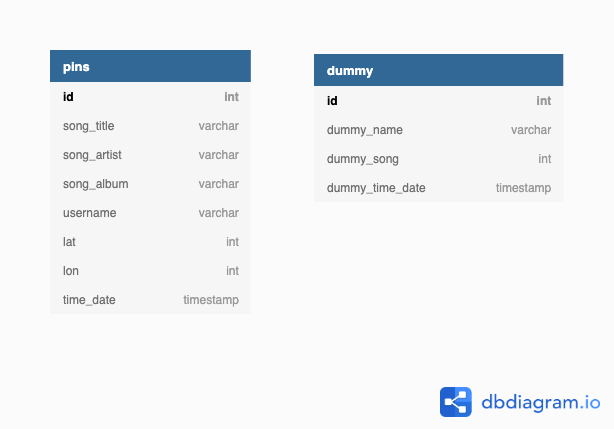 pins
id int
song_title varchar
song_artist varchar
song_album varchar
username varchar
lat int
lon int
time_date timestamp
dummy
id int
dummy_name varchar
dummy_song int
dummy_time_date timestamp
dbdiagram.io